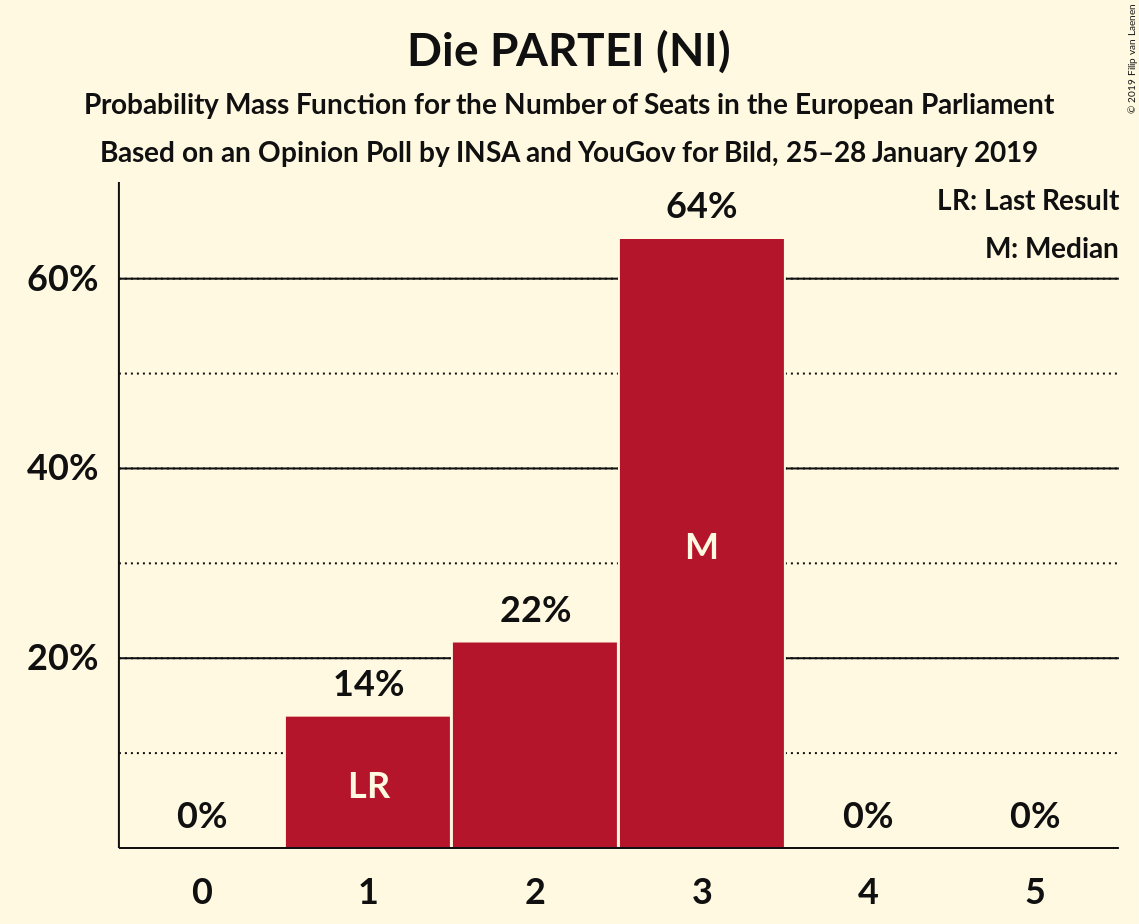 Die PARTEI (NI)
Probability Mass Function for the Number of Seats in the European Parliament
Based on an Opinion Poll by INSA and YouGov for Bild, 25–28 January 2019
© 2019 Filip van Laenen
LR: Last Result
M: Median
60%
40%
20%
0%
14%
22%
64%
0%
0%
LR
M
0 1 2 3 4 5